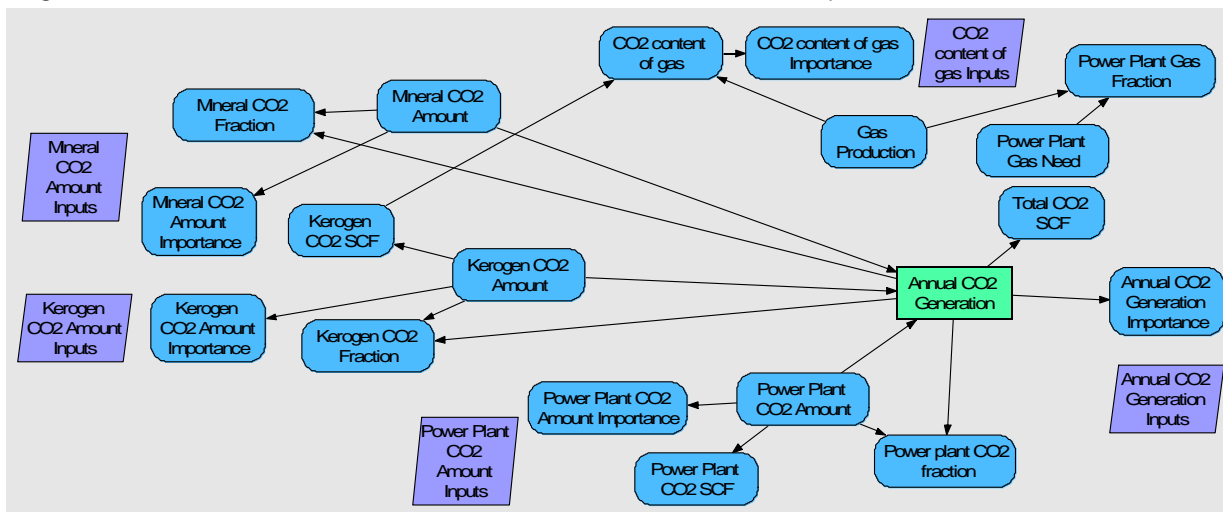 CO2 content
of gas
CO2 content of gas
Importance
CO2
content of
gas Inputs
Power Plant Gas
Fraction
Mineral CO2
Fraction
Mineral CO2
Amount
Gas
Production
Power Plant
Gas Need
Mineral
CO2
Amount
Inputs
Mineral CO2
Amount
Importance
Kerogen
CO2 SCF
Total CO2
SCF
Kerogen CO2
Amount
Annual CO2
Generation
Annual CO2
Generation
Importance
Kerogen
CO2 Amount
Inputs
Kerogen
CO2 Amount
Importance
Kerogen CO2
Fraction
Power Plant CO2
Amount Importance
Power Plant
CO2 Amount
Annual CO2
Generation
Inputs
Power Plant
CO2
Amount
Inputs
Power Plant
CO2 SCF
Power plant CO2
fraction